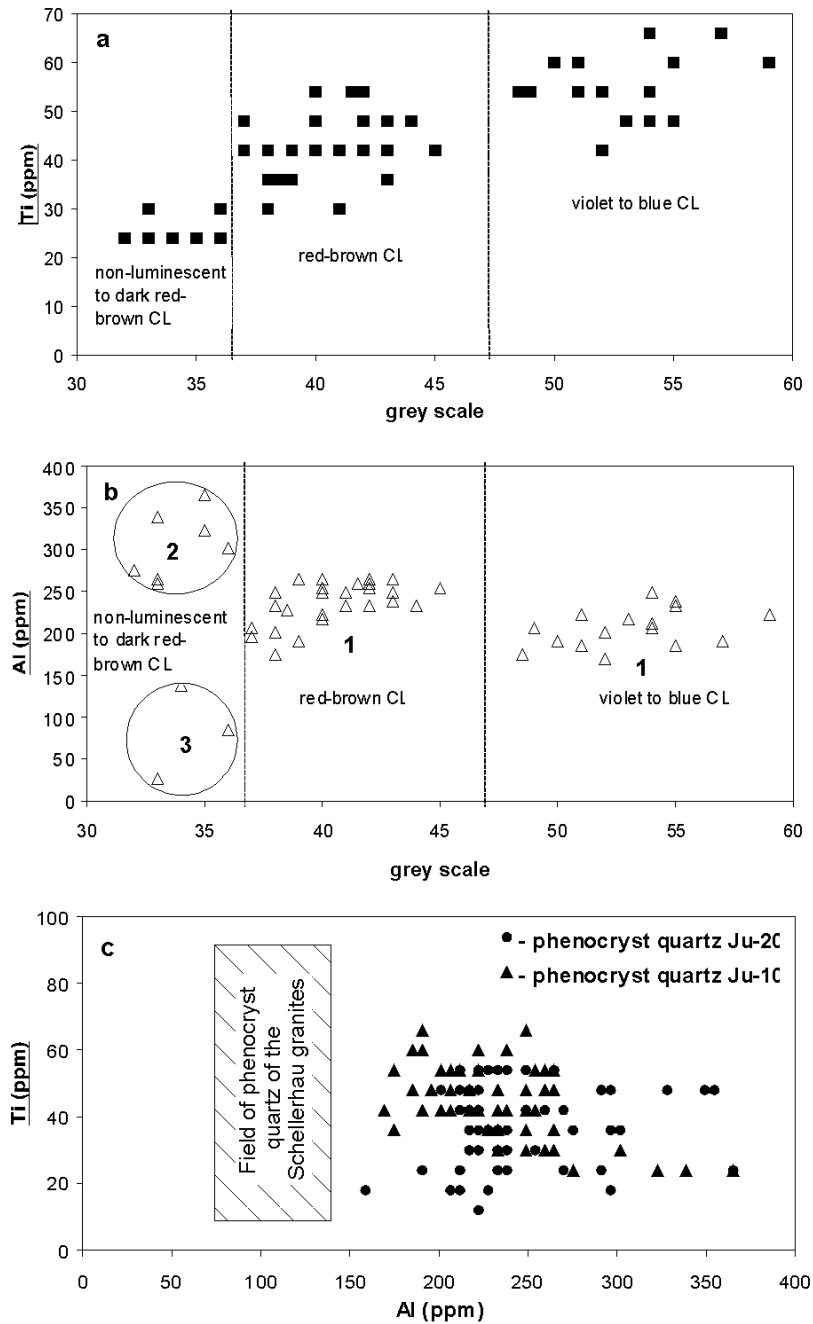 a
Ti (ppm)
70
60
50
40
30
20
10
0
non-luminescent
to dark red-
brown CL
red-brown CL
violet to blue CL
30 35 40 45 50 55 60
grey scale
b
Al (ppm)
400
350
300
250
200
150
100
50
0
2
non-luminescent
to dark red-
brown CL
3
1
red-brown CL
1
violet to blue CL
30 35 40 45 50 55 60
grey scale
c
Ti (ppm)
100
80
60
40
20
0
Field of phenocryst
quartz of the
Schellerhau granites
- phenocryst quartz Ju-20
- phenocryst quartz Ju-10
0 50 100 150 200 250 300 350 400
Al (ppm)